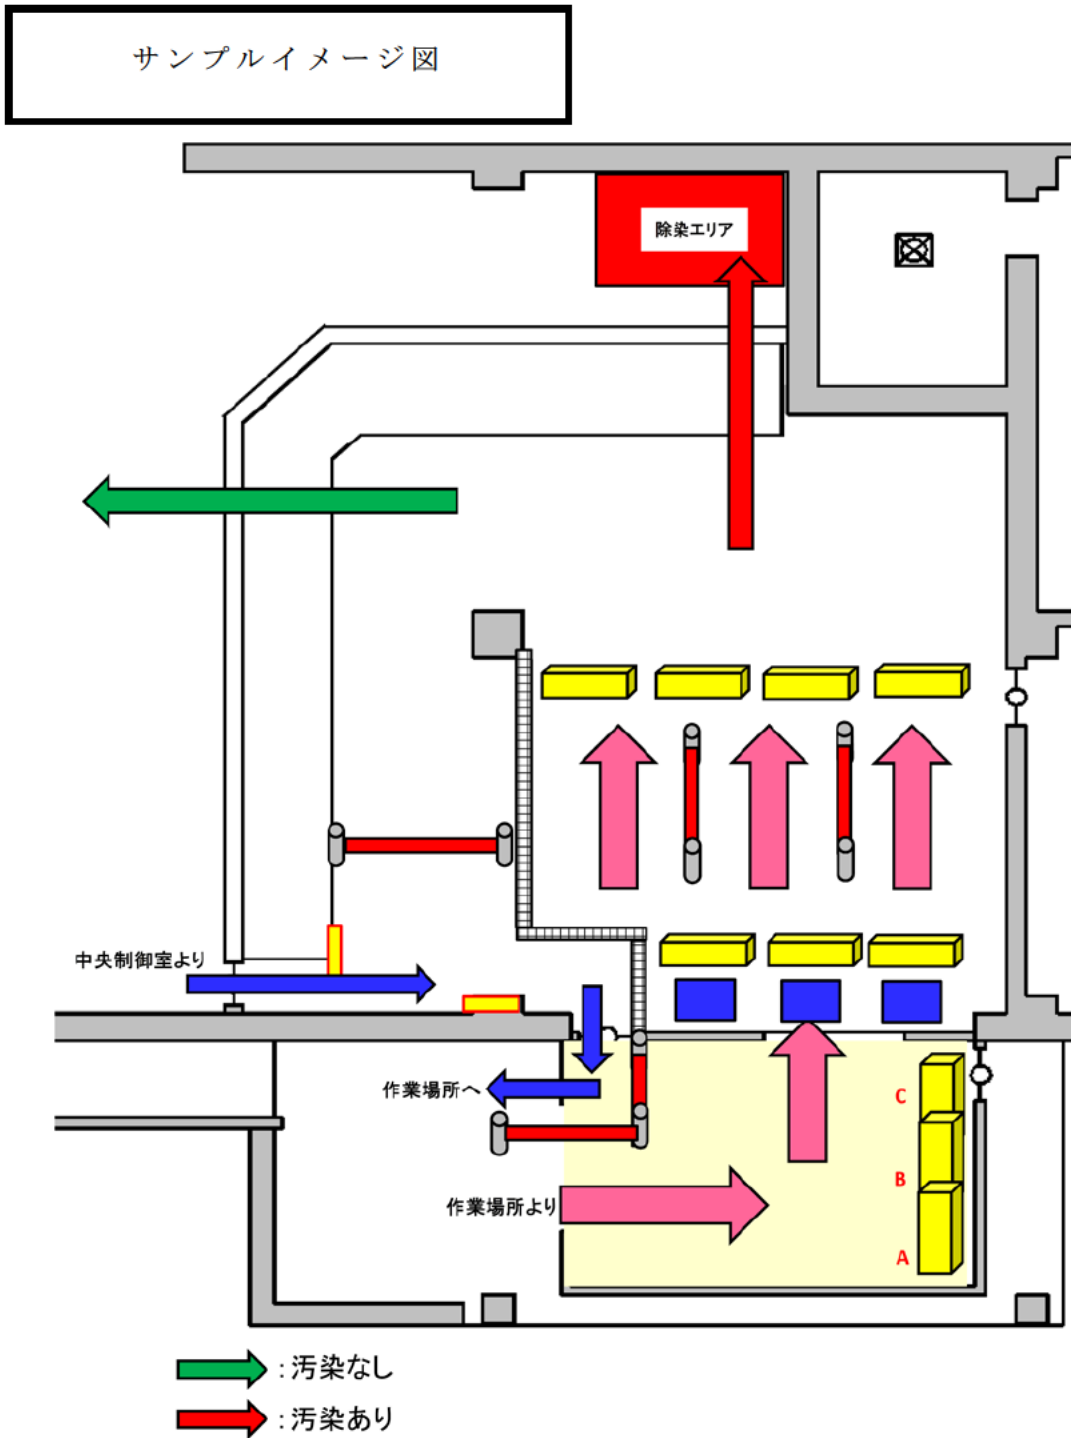 サンプルイメージ図
除染エリア
中央制御室より
作業場所へ
C
B
作業場所より
A
：汚染なし
：汚染あり